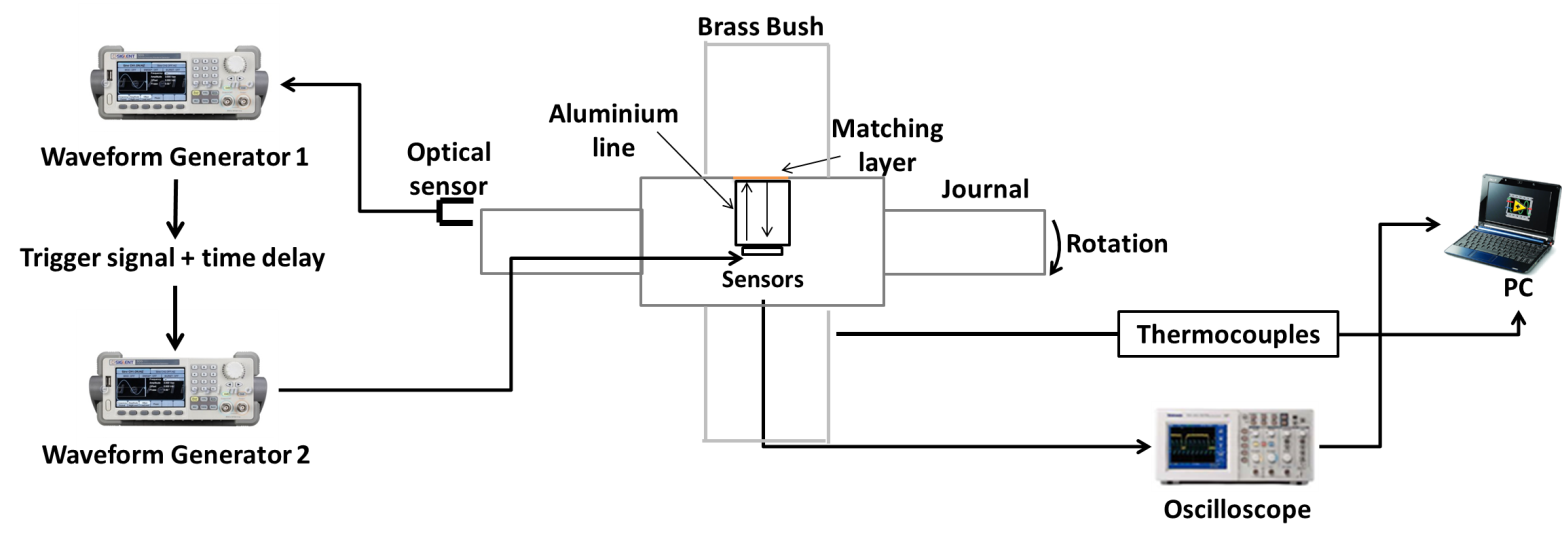 Brass Bush
Aluminium
line
Matching
layer
Optical
sensor
Journal
Waveform Generator 1
Rotation
Trigger signal + time delay
Sensors
PC
Thermocouples
Waveform Generator 2
Oscilloscope